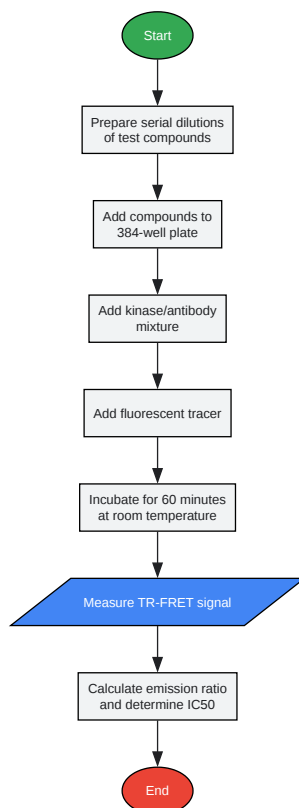 Start
Prepare serial dilutions
of test compounds
Add compounds to
384-well plate
Add kinase/antibody
mixture
Add fluorescent tracer
Incubate for 60 minutes
at room temperature
Measure TR-FRET signal
Calculate emission ratio
and determine IC50
End